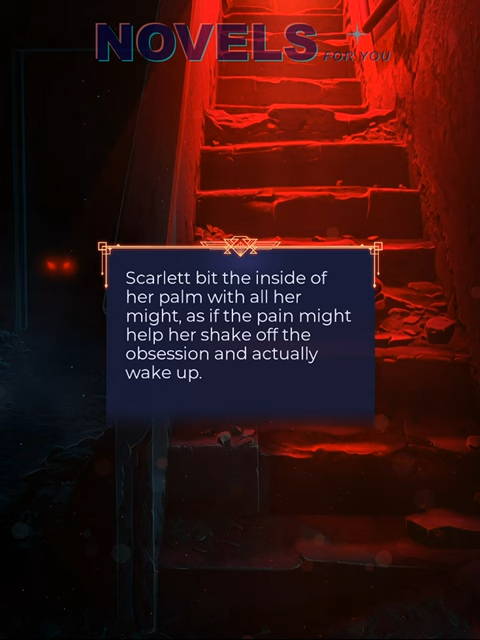 NOVELS
FOR YOU
Scarlett bit the inside of
her palm with all her
might, as if the pain might
help her shake off the
obsession and actually
wake up.